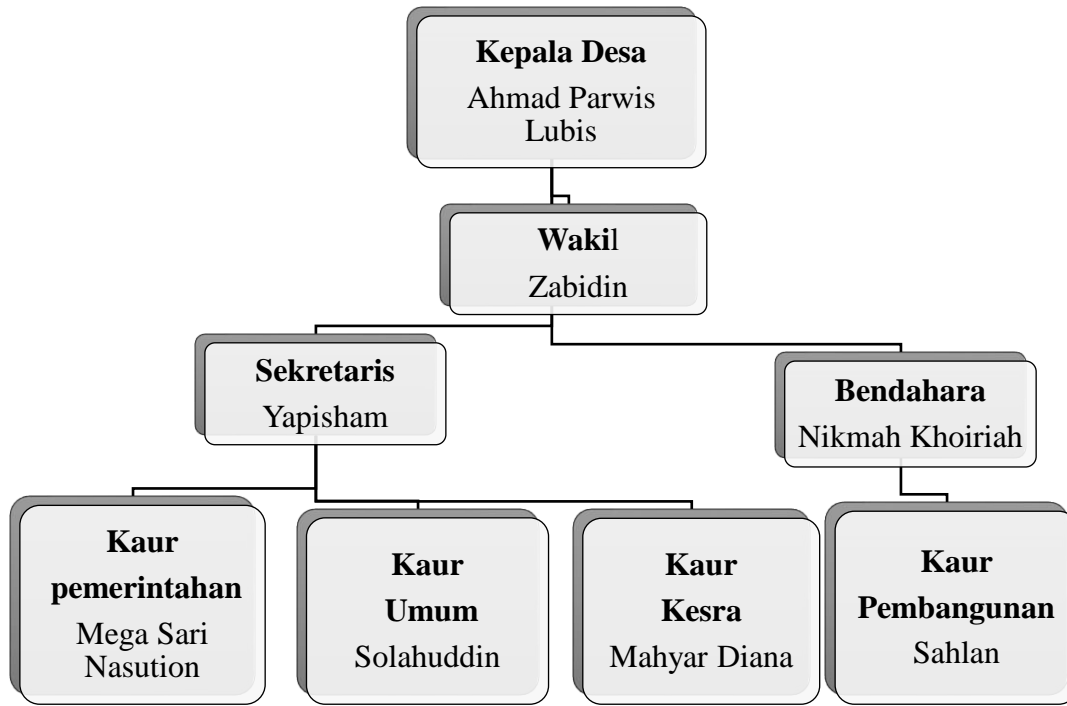 Kepala Desa
Ahmad Parwis
Lubis
Wakil
Zabidin
Sekretaris
Yapisham
Bendahara
Nikmah Khoiriah
Kaur
pemerintahan
Mega Sari
Nasution
Kaur
Umum
Solahuddin
Kaur
Kesra
Mahyar Diana
Kaur
Pembangunan
Sahlan